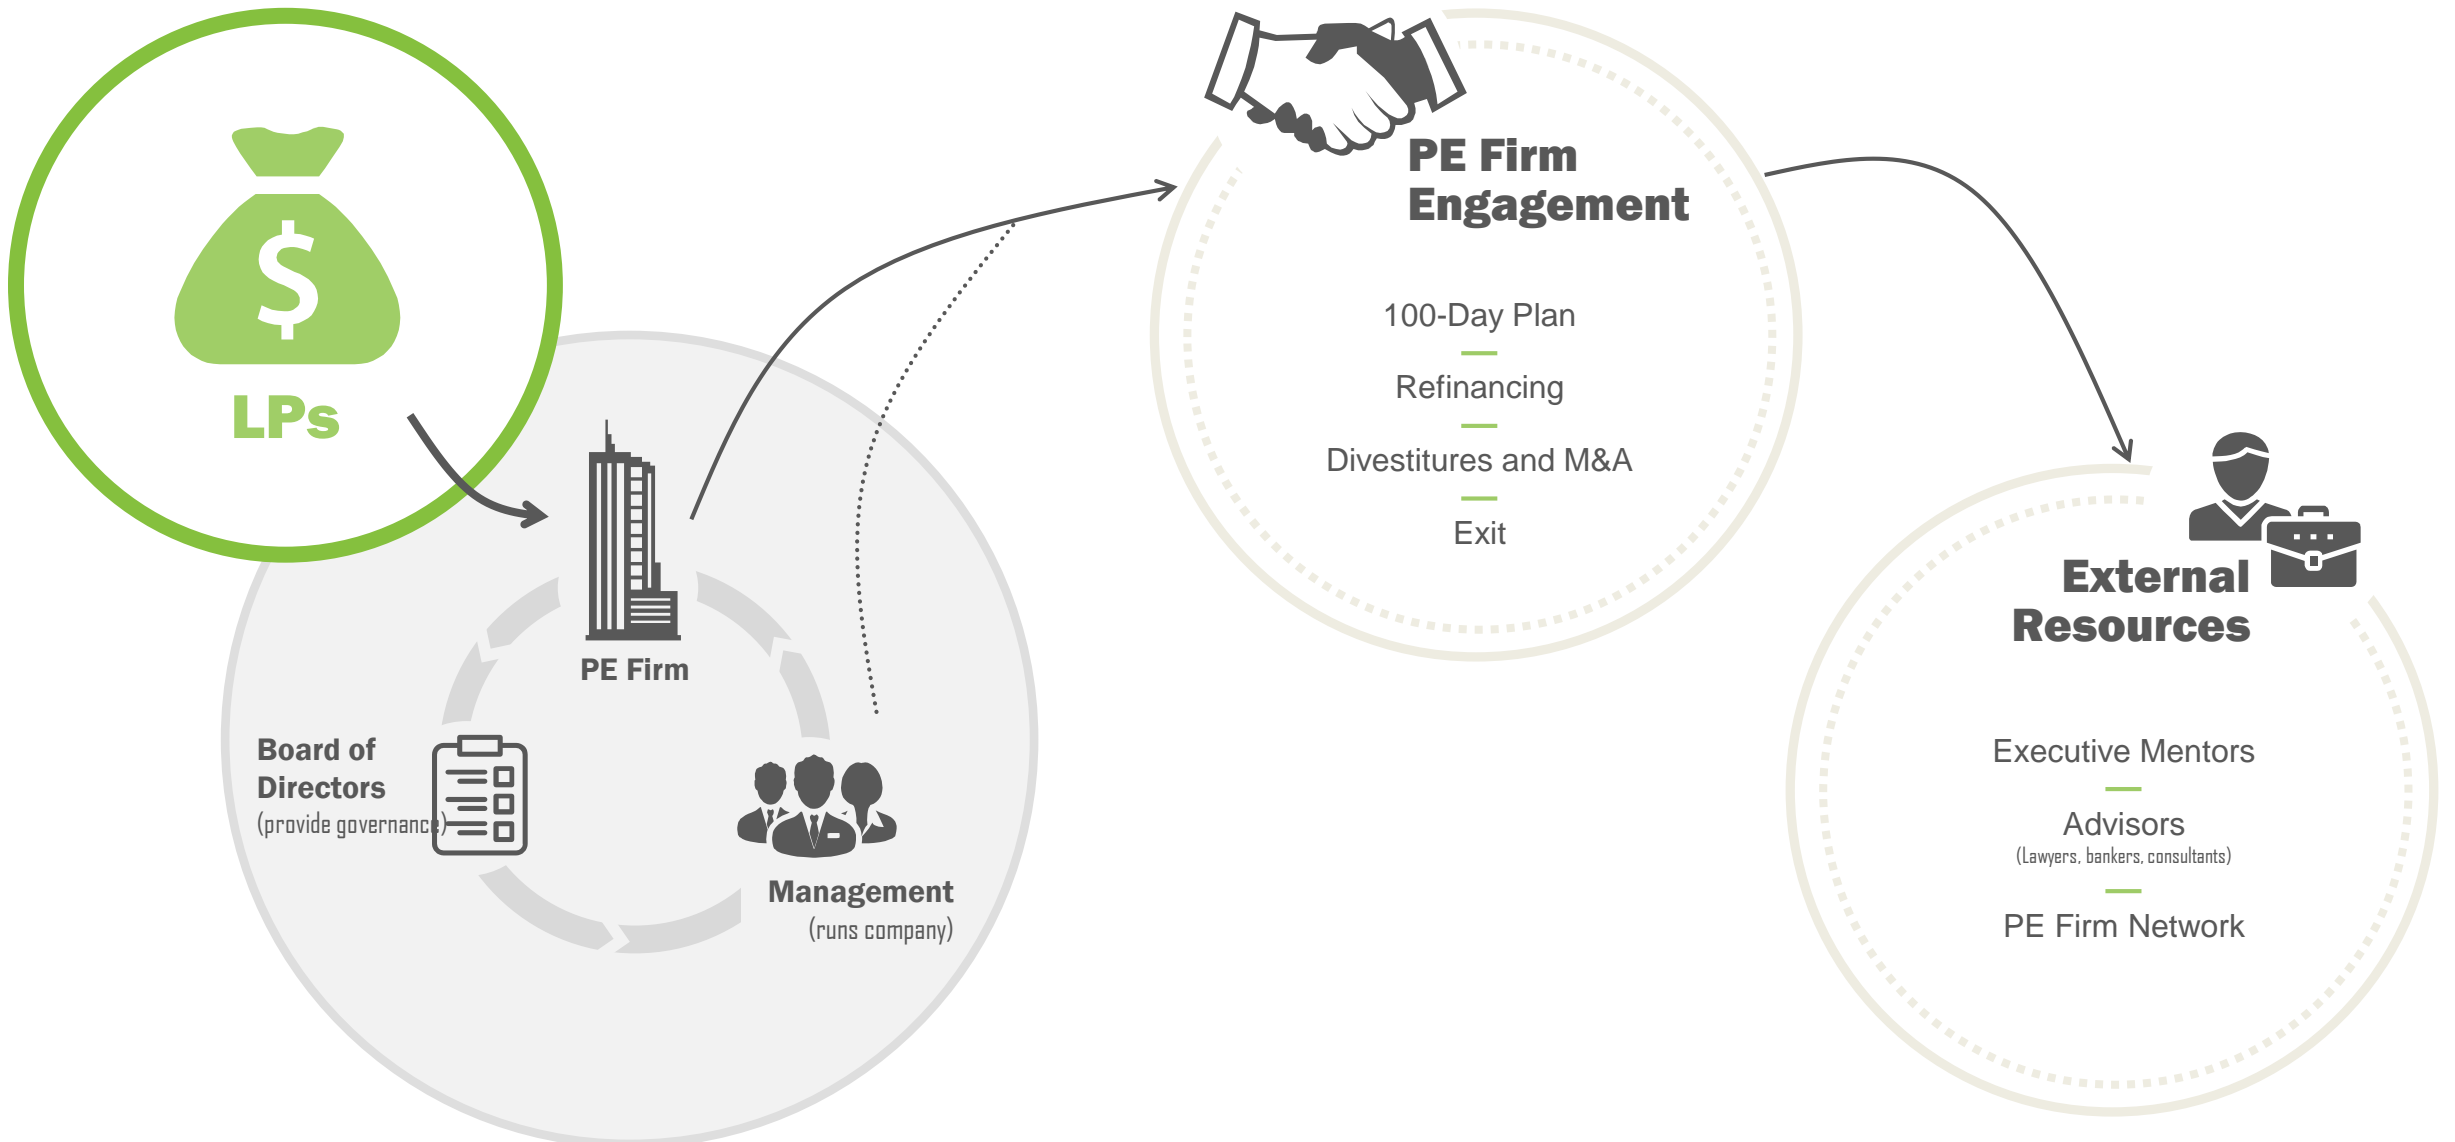 LPs
PE Firm
Board of
Directors
(provide governance)
Management
(runs company)
PE Firm
Engagement
100-Day Plan
Refinancing
Divestitures and M&A
Exit
External
Resources
Executive Mentors
Advisors
(Lawyers, bankers, consultants)
PE Firm Network